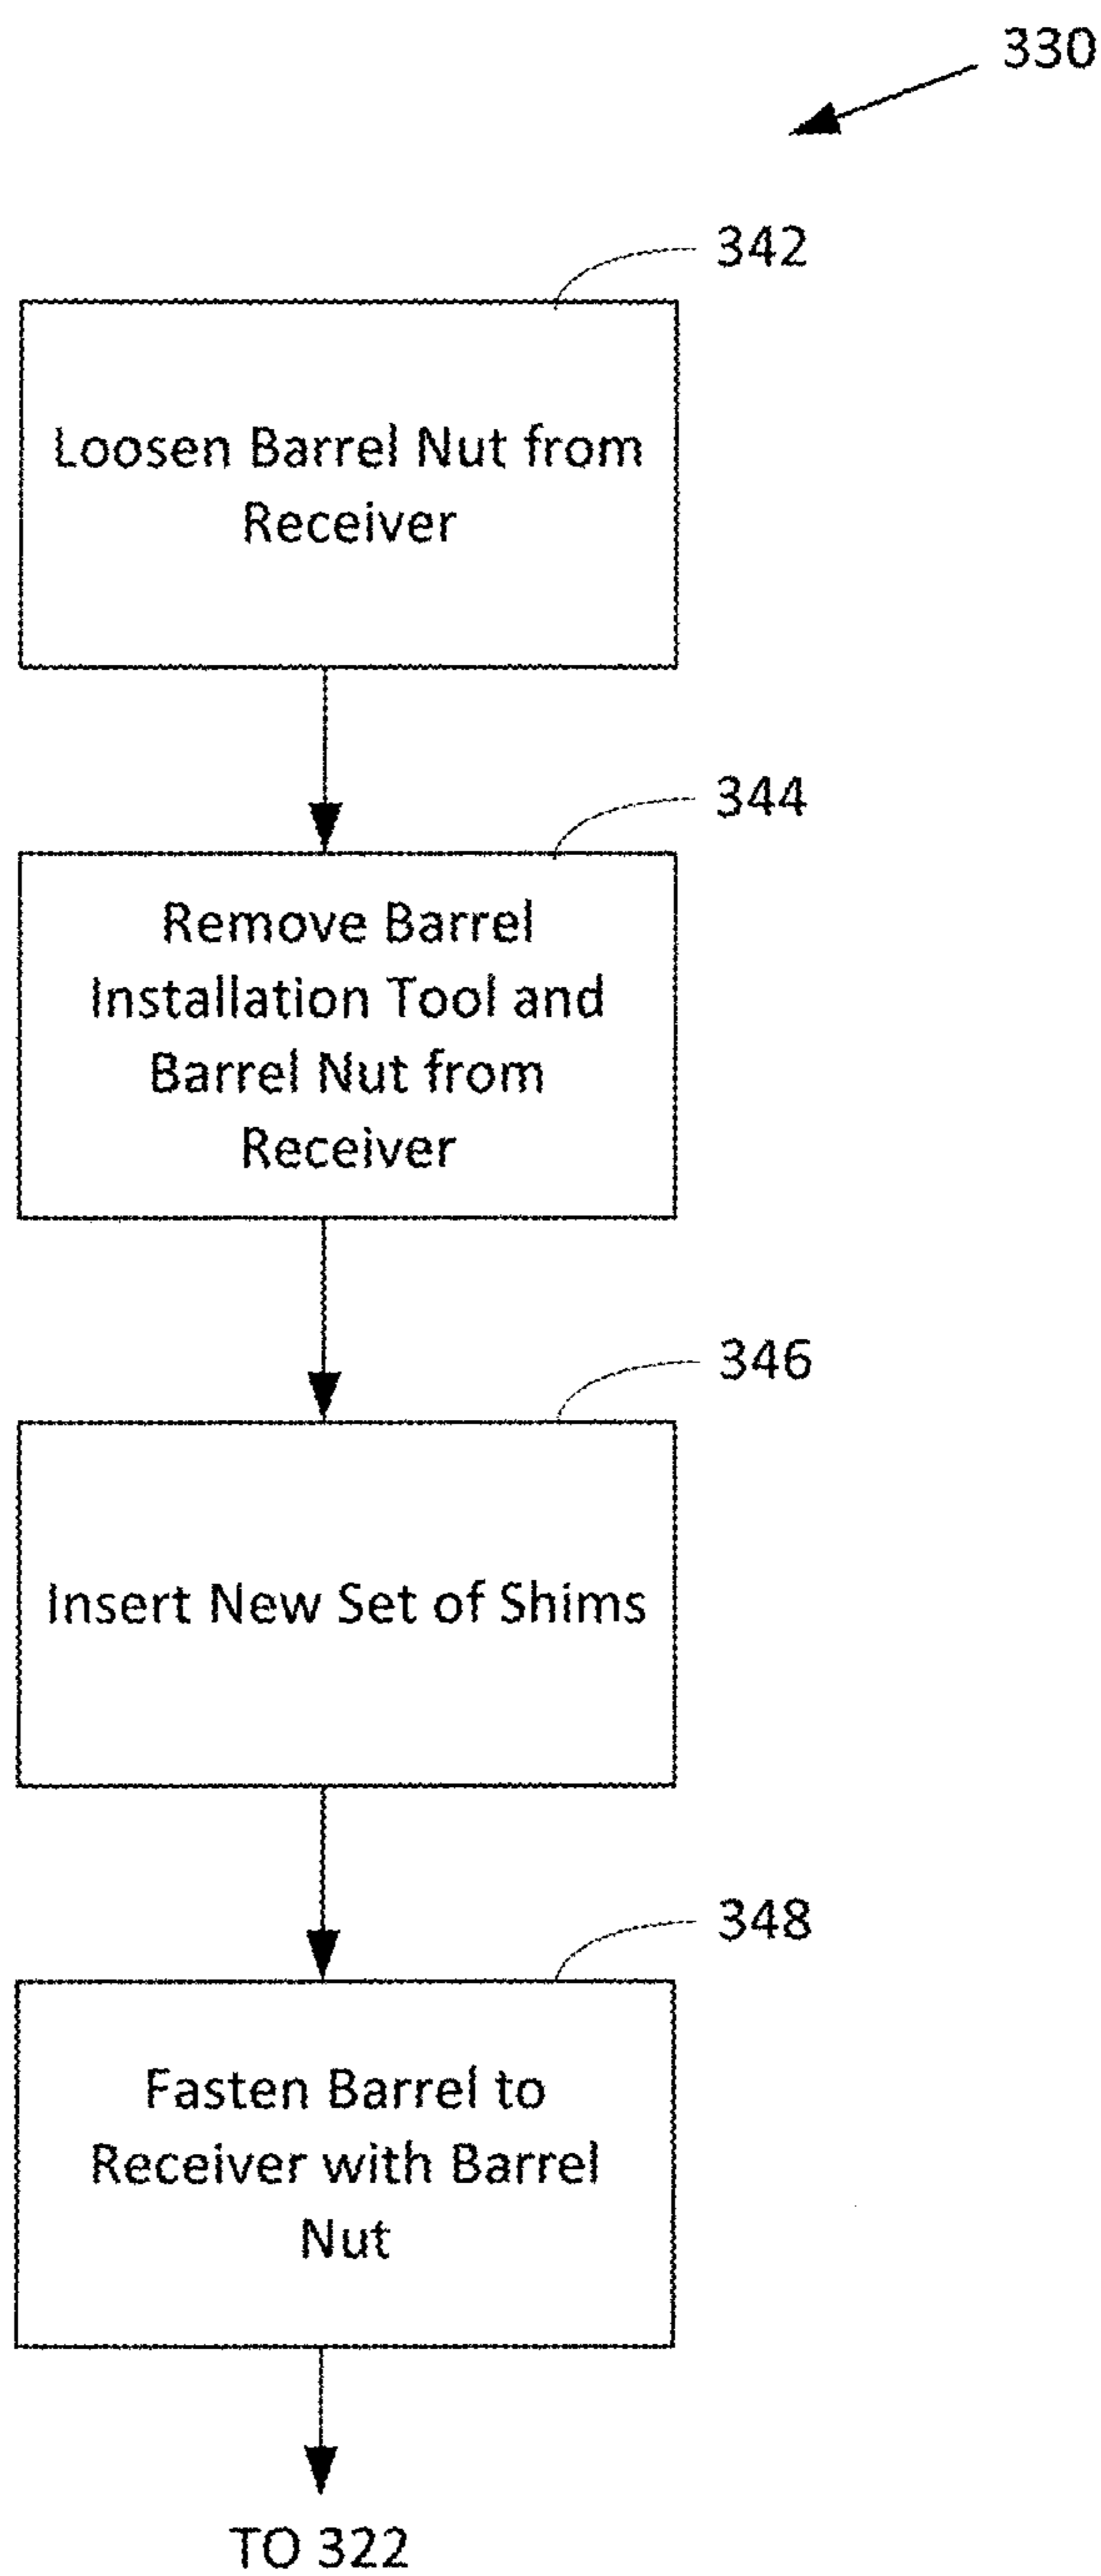 330
342
Loosen Barrel Nut from
Receiver
344
Remove Barrel
Installation Tool and
Barrel Nut from
Receiver
346
Insert New Set of Shims
348
Fasten Barrel to
Receiver with Barrel
Nut
TO 322